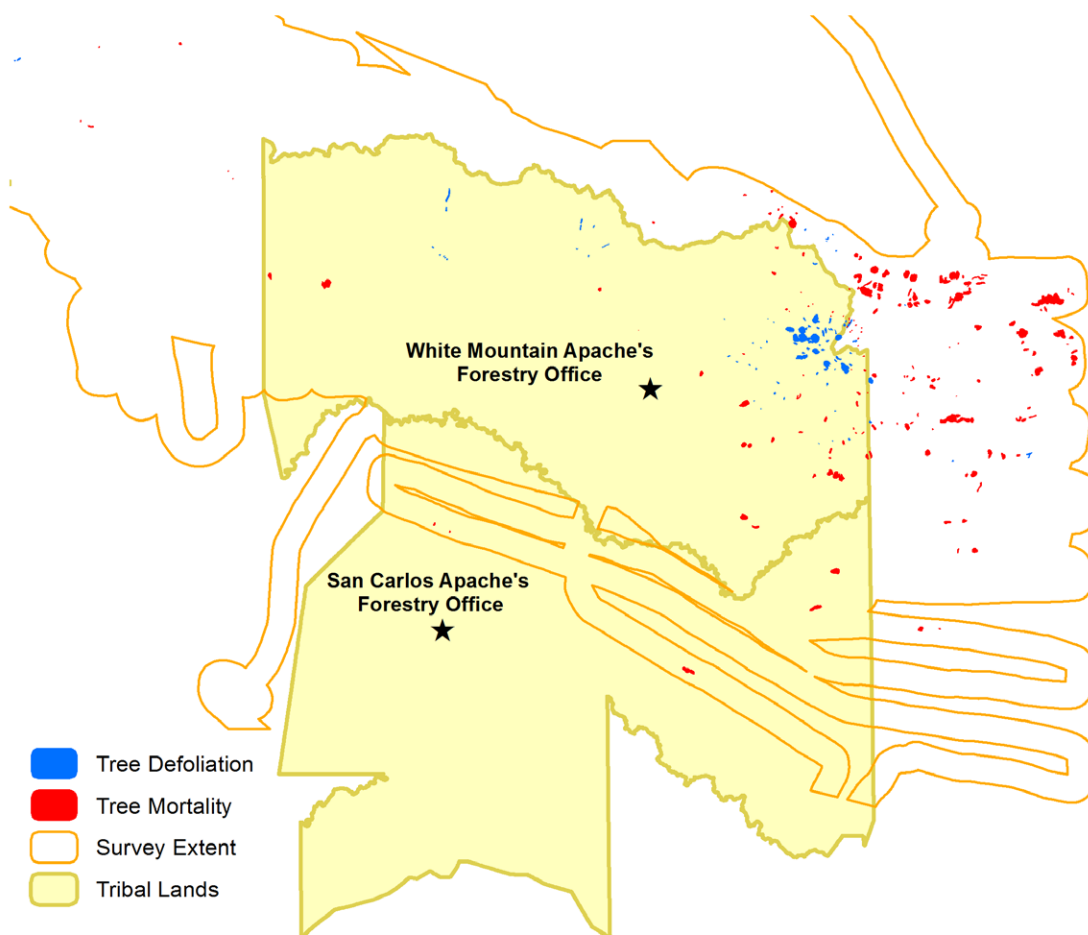 White Mountain Apache's
Forestry Office
San Carlos Apache's
Forestry Office
Tree Defoliation
Tree Mortality
Survey Extent
Tribal Lands